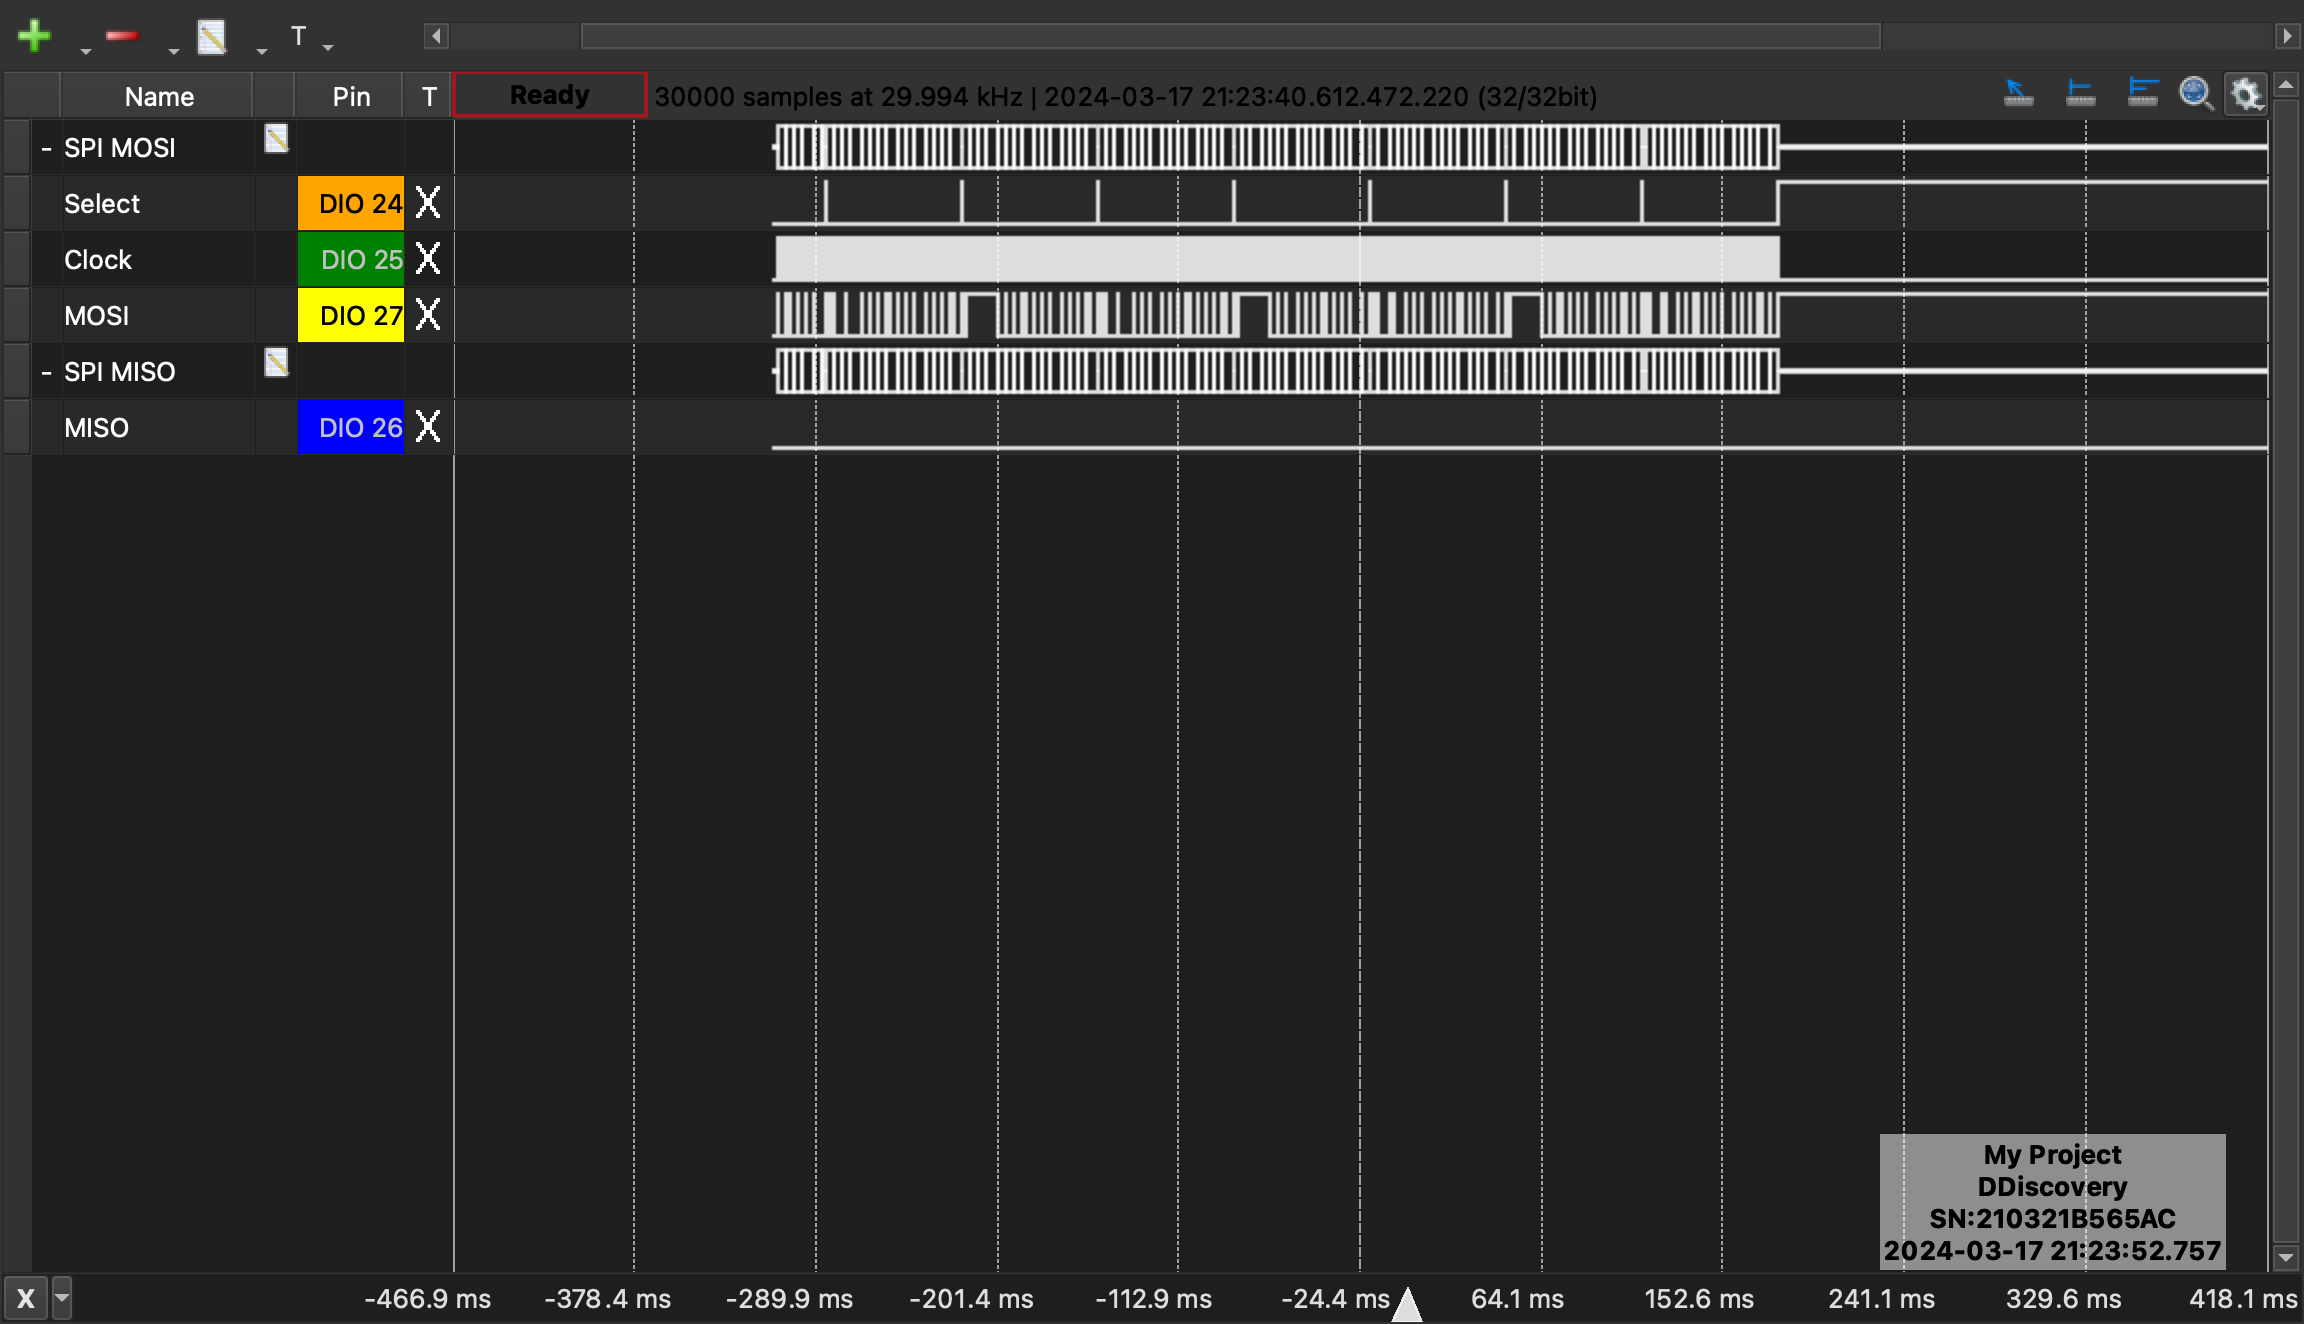 T
Name Pin T Ready 30000 samples at 29.994 kHz | 2024-03-17 21:23:40.612.472.220 (32/32bit)
- SPI MOSI
Select DIO 24 X
Clock DIO 25 X
MOSI DIO 27 X
- SPI MISO
MISO DIO 26 X
My Project
DDiscovery
SN:210321B565AC
2024-03-17 21:23:52.757
X -466.9 ms -378.4 ms -289.9 ms -201.4 ms -112.9 ms -24.4 ms 64.1 ms 152.6 ms 241.1 ms 329.6 ms 418.1 ms